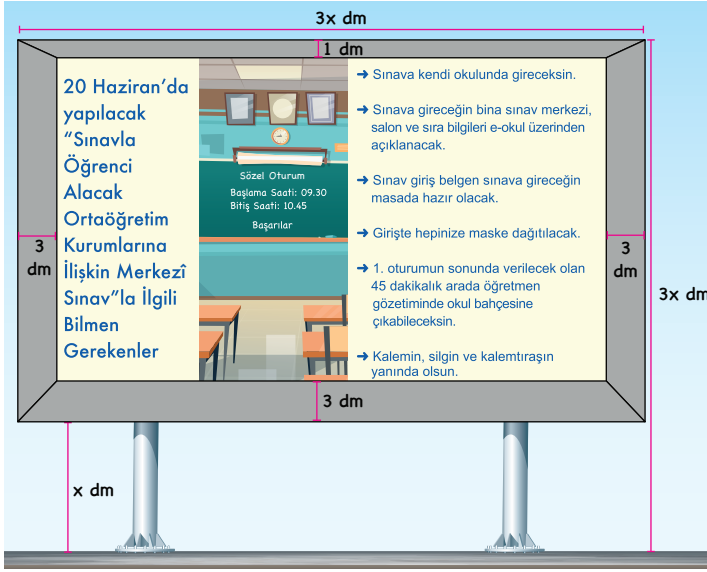 3x dm
1 dm
20 Haziran’da
yapılacak
“Sınavla
Öğrenci
Alacak
Ortaöğretim
Kurumlarına
İlişkin Merkezî
Sınav”la İlgili
Bilmen
Gerekenler
Sözel Oturum
Başlama Saati: 09.30
Bitiş Saati: 10.45
Başarılar
➜ Sınava kendi okulunda gireceksin.
➜ Sınava gireceğin bina sınav merkezi,
salon ve sıra bilgileri e-okul üzerinden
açıklanacak.
➜ Sınav giriş belgen sınava gireceğin
masada hazır olacak.
➜ Girişte hepinize maske dağıtılacak.
➜ 1. oturumun sonunda verilecek olan
45 dakikalık arada öğretmen
gözetiminde okul bahçesine
çıkabileceksin.
➜ Kalemin, silgin ve kalemtıraşın
yanında olsun.
3
dm
3
dm
3x dm
3 dm
x dm